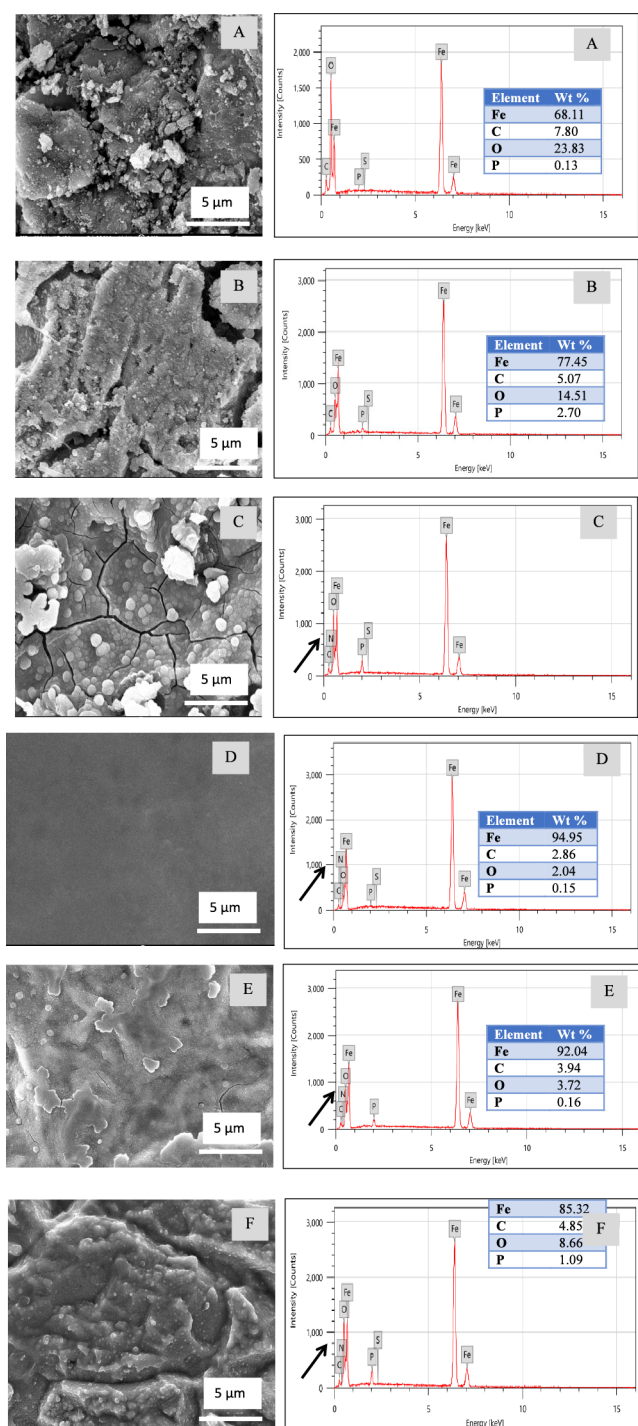 A
5 µm
A
Intensity [Counts]
2,000
1,500
1,000
500
0
O
Fe
C
P
S
Fe
Fe
Element Wt %
Fe 68.11
C 7.80
O 23.83
P 0.13
0 5 10 15
Energy [keV]
B
5 µm
B
Intensity [Counts]
3,000
2,000
1,000
0
Fe
O
C
P
S
Fe
Fe
Element Wt %
Fe 77.45
C 5.07
O 14.51
P 2.70
0 5 10 15
Energy [keV]
C
5 µm
C
Intensity [Counts]
3,000
2,000
1,000
0
Fe
O
N
C
P
S
Fe
Fe
0 5 10 15
Energy [keV]
D
5 µm
D
Intensity [Counts]
3,000
2,000
1,000
0
Fe
N
O
C
P
S
Fe
Fe
Element Wt %
Fe 94.95
C 2.86
O 2.04
P 0.15
0 5 10 15
Energy [keV]
E
5 µm
E
Intensity [Counts]
3,000
2,000
1,000
0
Fe
O
N
C
P
Fe
Fe
Element Wt %
Fe 92.04
C 3.94
O 3.72
P 0.16
0 5 10 15
Energy [keV]
F
5 µm
F
Intensity [Counts]
3,000
2,000
1,000
0
Fe
O
N
C
P
S
Fe
Fe
Fe 85.32
C 4.85
O 8.66
P 1.09
0 5 10 15
Energy [keV]